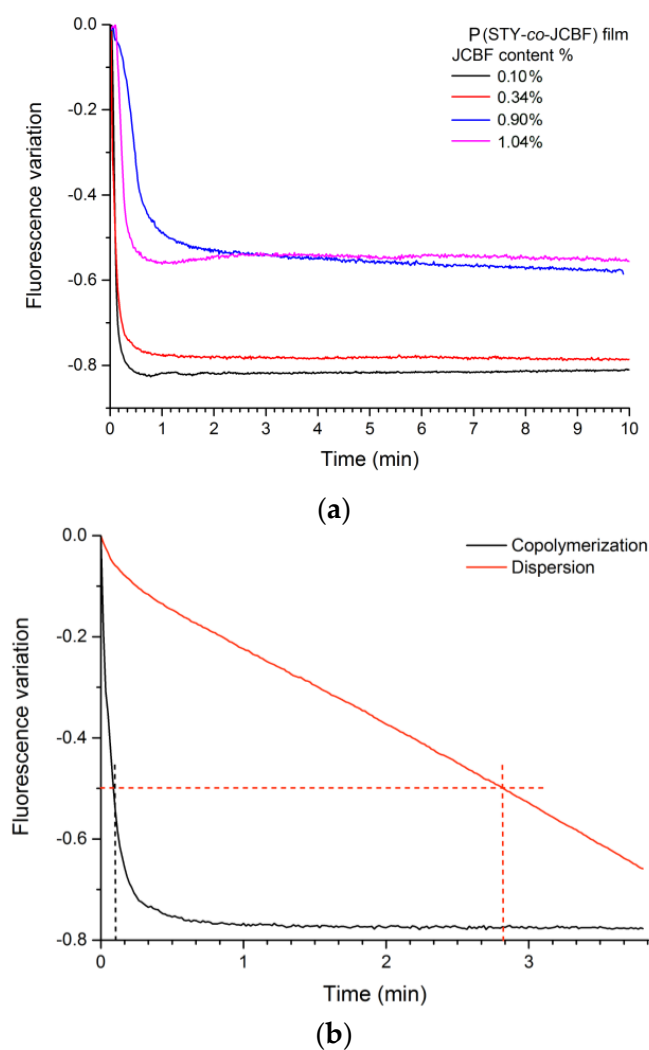 P(STY-co-JCBF) film
JCBF content %
0.10%
0.34%
0.90%
1.04%
0.0
-0.2
-0.4
-0.6
-0.8
Fluorescence variation
0 1 2 3 4 5 6 7 8 9 10
Time (min)
(a)
Copolymerization
Dispersion
0.0
-0.2
-0.4
-0.6
-0.8
Fluorescence variation
0 1 2 3
Time (min)
(b)